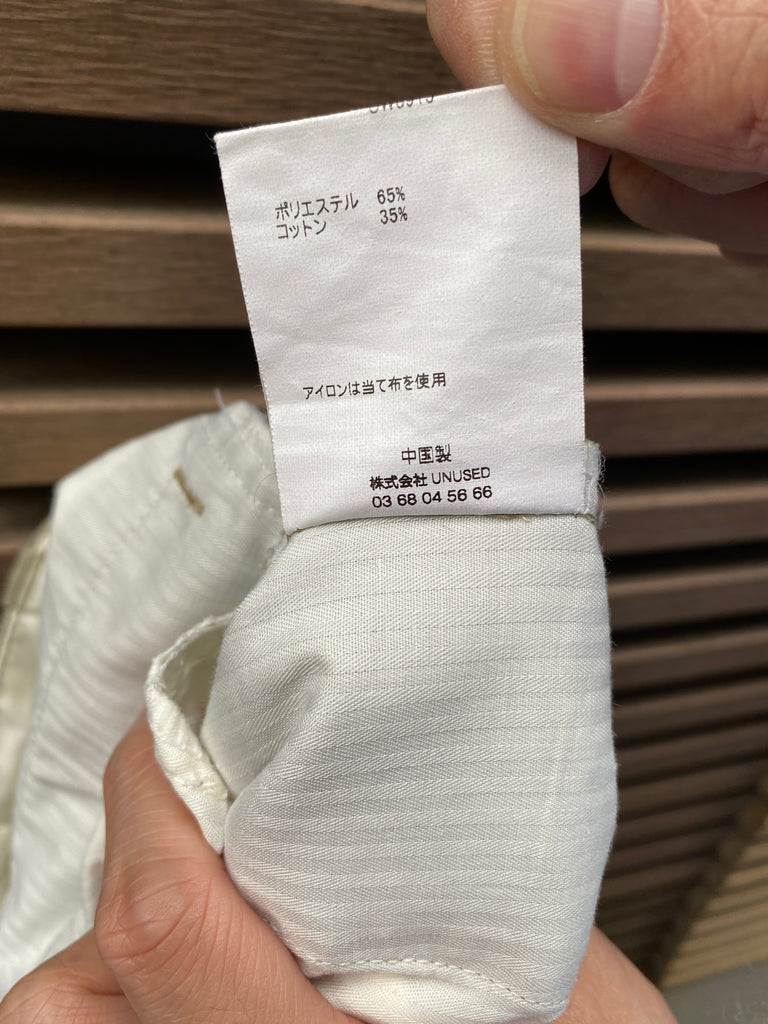 ポリエステル 65%
コットン 35%
アイロンは当て布を使用
中国製
株式会社 UNUSED
03 68 04 56 66